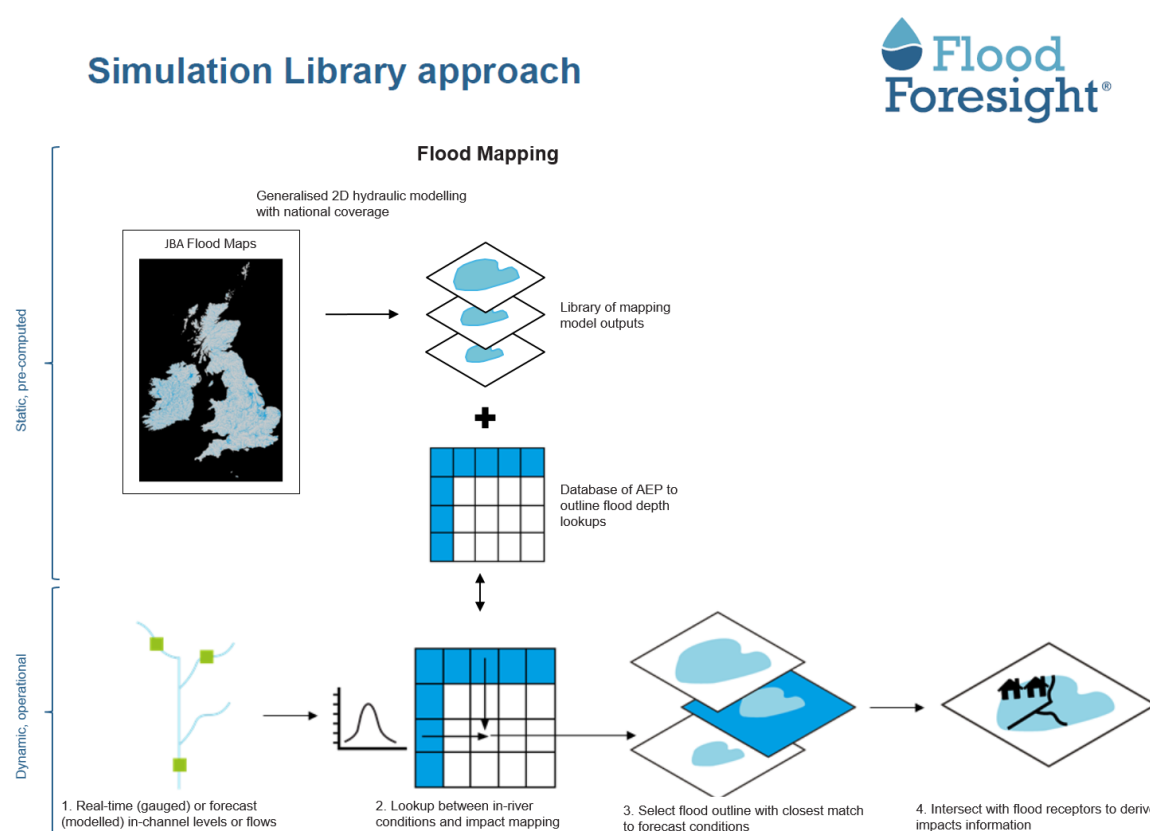 Simulation Library approach
Flood
Foresight®
Flood Mapping
Generalised 2D hydraulic modelling
with national coverage
JBA Flood Maps
Library of mapping
model outputs
Static, pre-computed
Database of AEP to
outline flood depth
lookups
Dynamic, operational
1. Real-time (gauged) or forecast
(modelled) in-channel levels or flows
2. Lookup between in-river
conditions and impact mapping
3. Select flood outline with closest match
to forecast conditions
4. Intersect with flood receptors to derive
impacts information